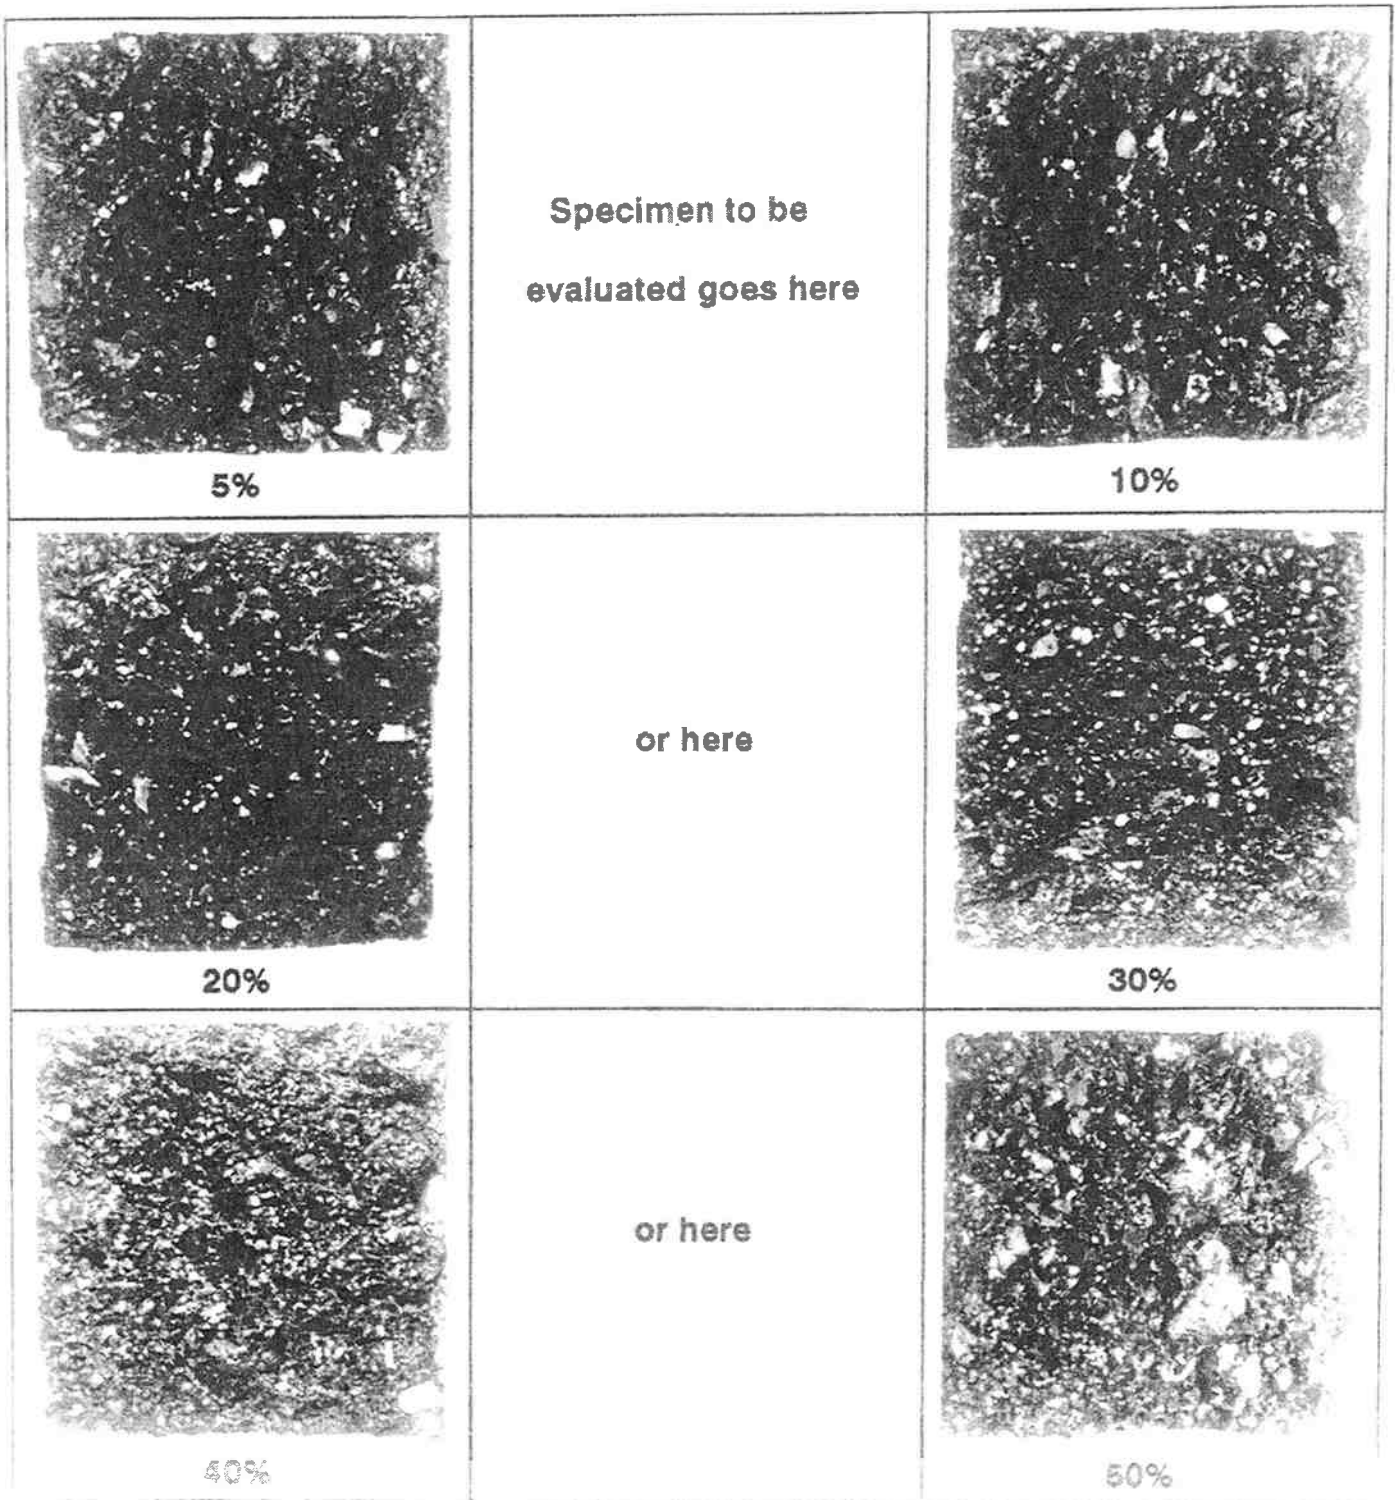 Specimen to be
evaluated goes here
5%
10%
or here
20%
30%
or here
40%
50%